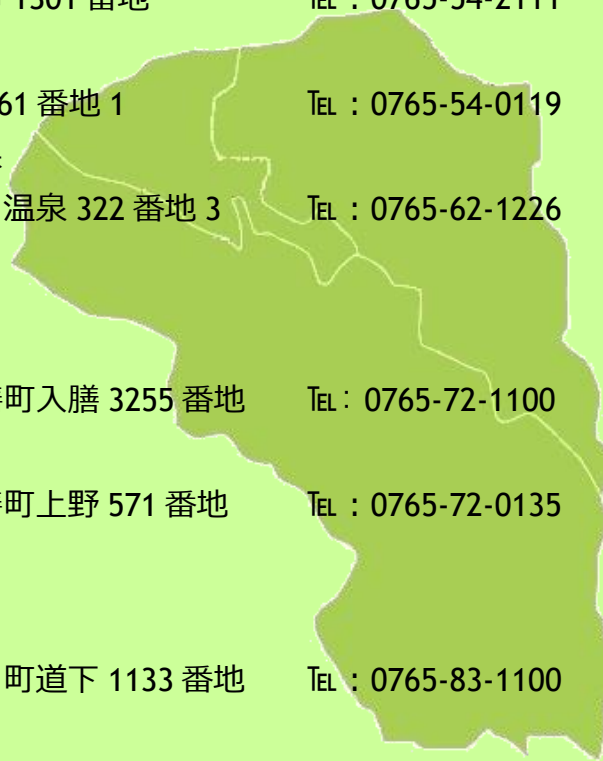 1301 番地 ℡ : 0765-54-2111
61 番地 1 ℡ : 0765-54-0119
温泉 322 番地 3 ℡ : 0765-62-1226
町入膳 3255 番地 ℡ : 0765-72-1100
町上野 571 番地 ℡ : 0765-72-0135
町道下 1133 番地 ℡ : 0765-83-1100